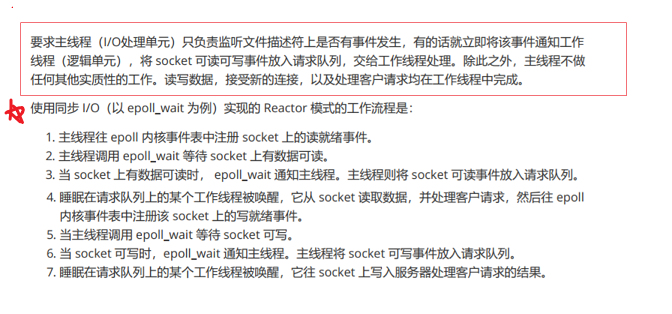 要求主线程（I/O处理单元）只负责监听文件描述符上是否有事件发生，有的话就立即将该事件通知工作
线程（逻辑单元），将 socket 可读可写事件放入请求队列，交给工作线程处理。除此之外，主线程不做
任何其他实质性的工作。读写数据，接受新的连接，以及处理客户请求均在工作线程中完成。
使用同步 I/O（以 epoll_wait 为例）实现的 Reactor 模式的工作流程是：
1. 主线程往 epoll 内核事件表中注册 socket 上的读就绪事件。
2. 主线程调用 epoll_wait 等待 socket 上有数据可读。
3. 当 socket 上有数据可读时， epoll_wait 通知主线程。主线程则将 socket 可读事件放入请求队列。
4. 睡眠在请求队列上的某个工作线程被唤醒，它从 socket 读取数据，并处理客户请求，然后往 epoll
内核事件表中注册该 socket 上的写就绪事件。
5. 当主线程调用 epoll_wait 等待 socket 可写。
6. 当 socket 可写时，epoll_wait 通知主线程。主线程将 socket 可写事件放入请求队列。
7. 睡眠在请求队列上的某个工作线程被唤醒，它往 socket 上写入服务器处理客户请求的结果。